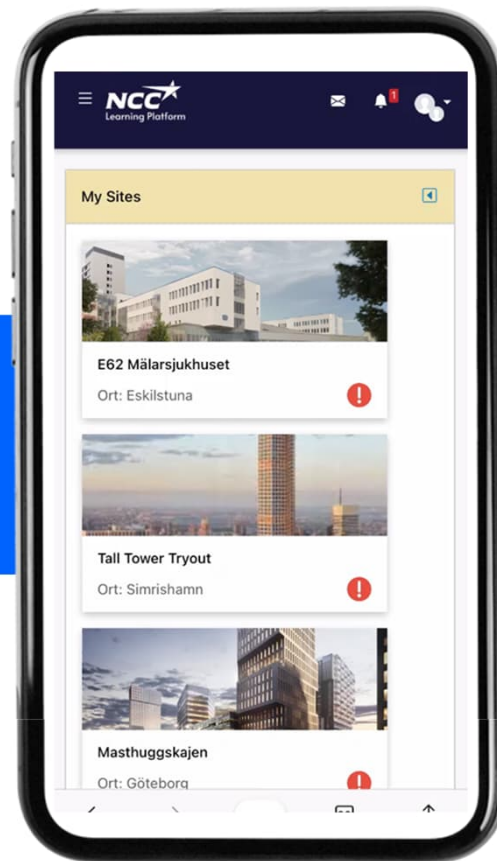 NCC
Learning Platform
1
My Sites
E62 Mälarsjukhuset
Ort: Eskilstuna
Tall Tower Tryout
Ort: Simrishamn
Masthuggskajen
Ort: Göteborg